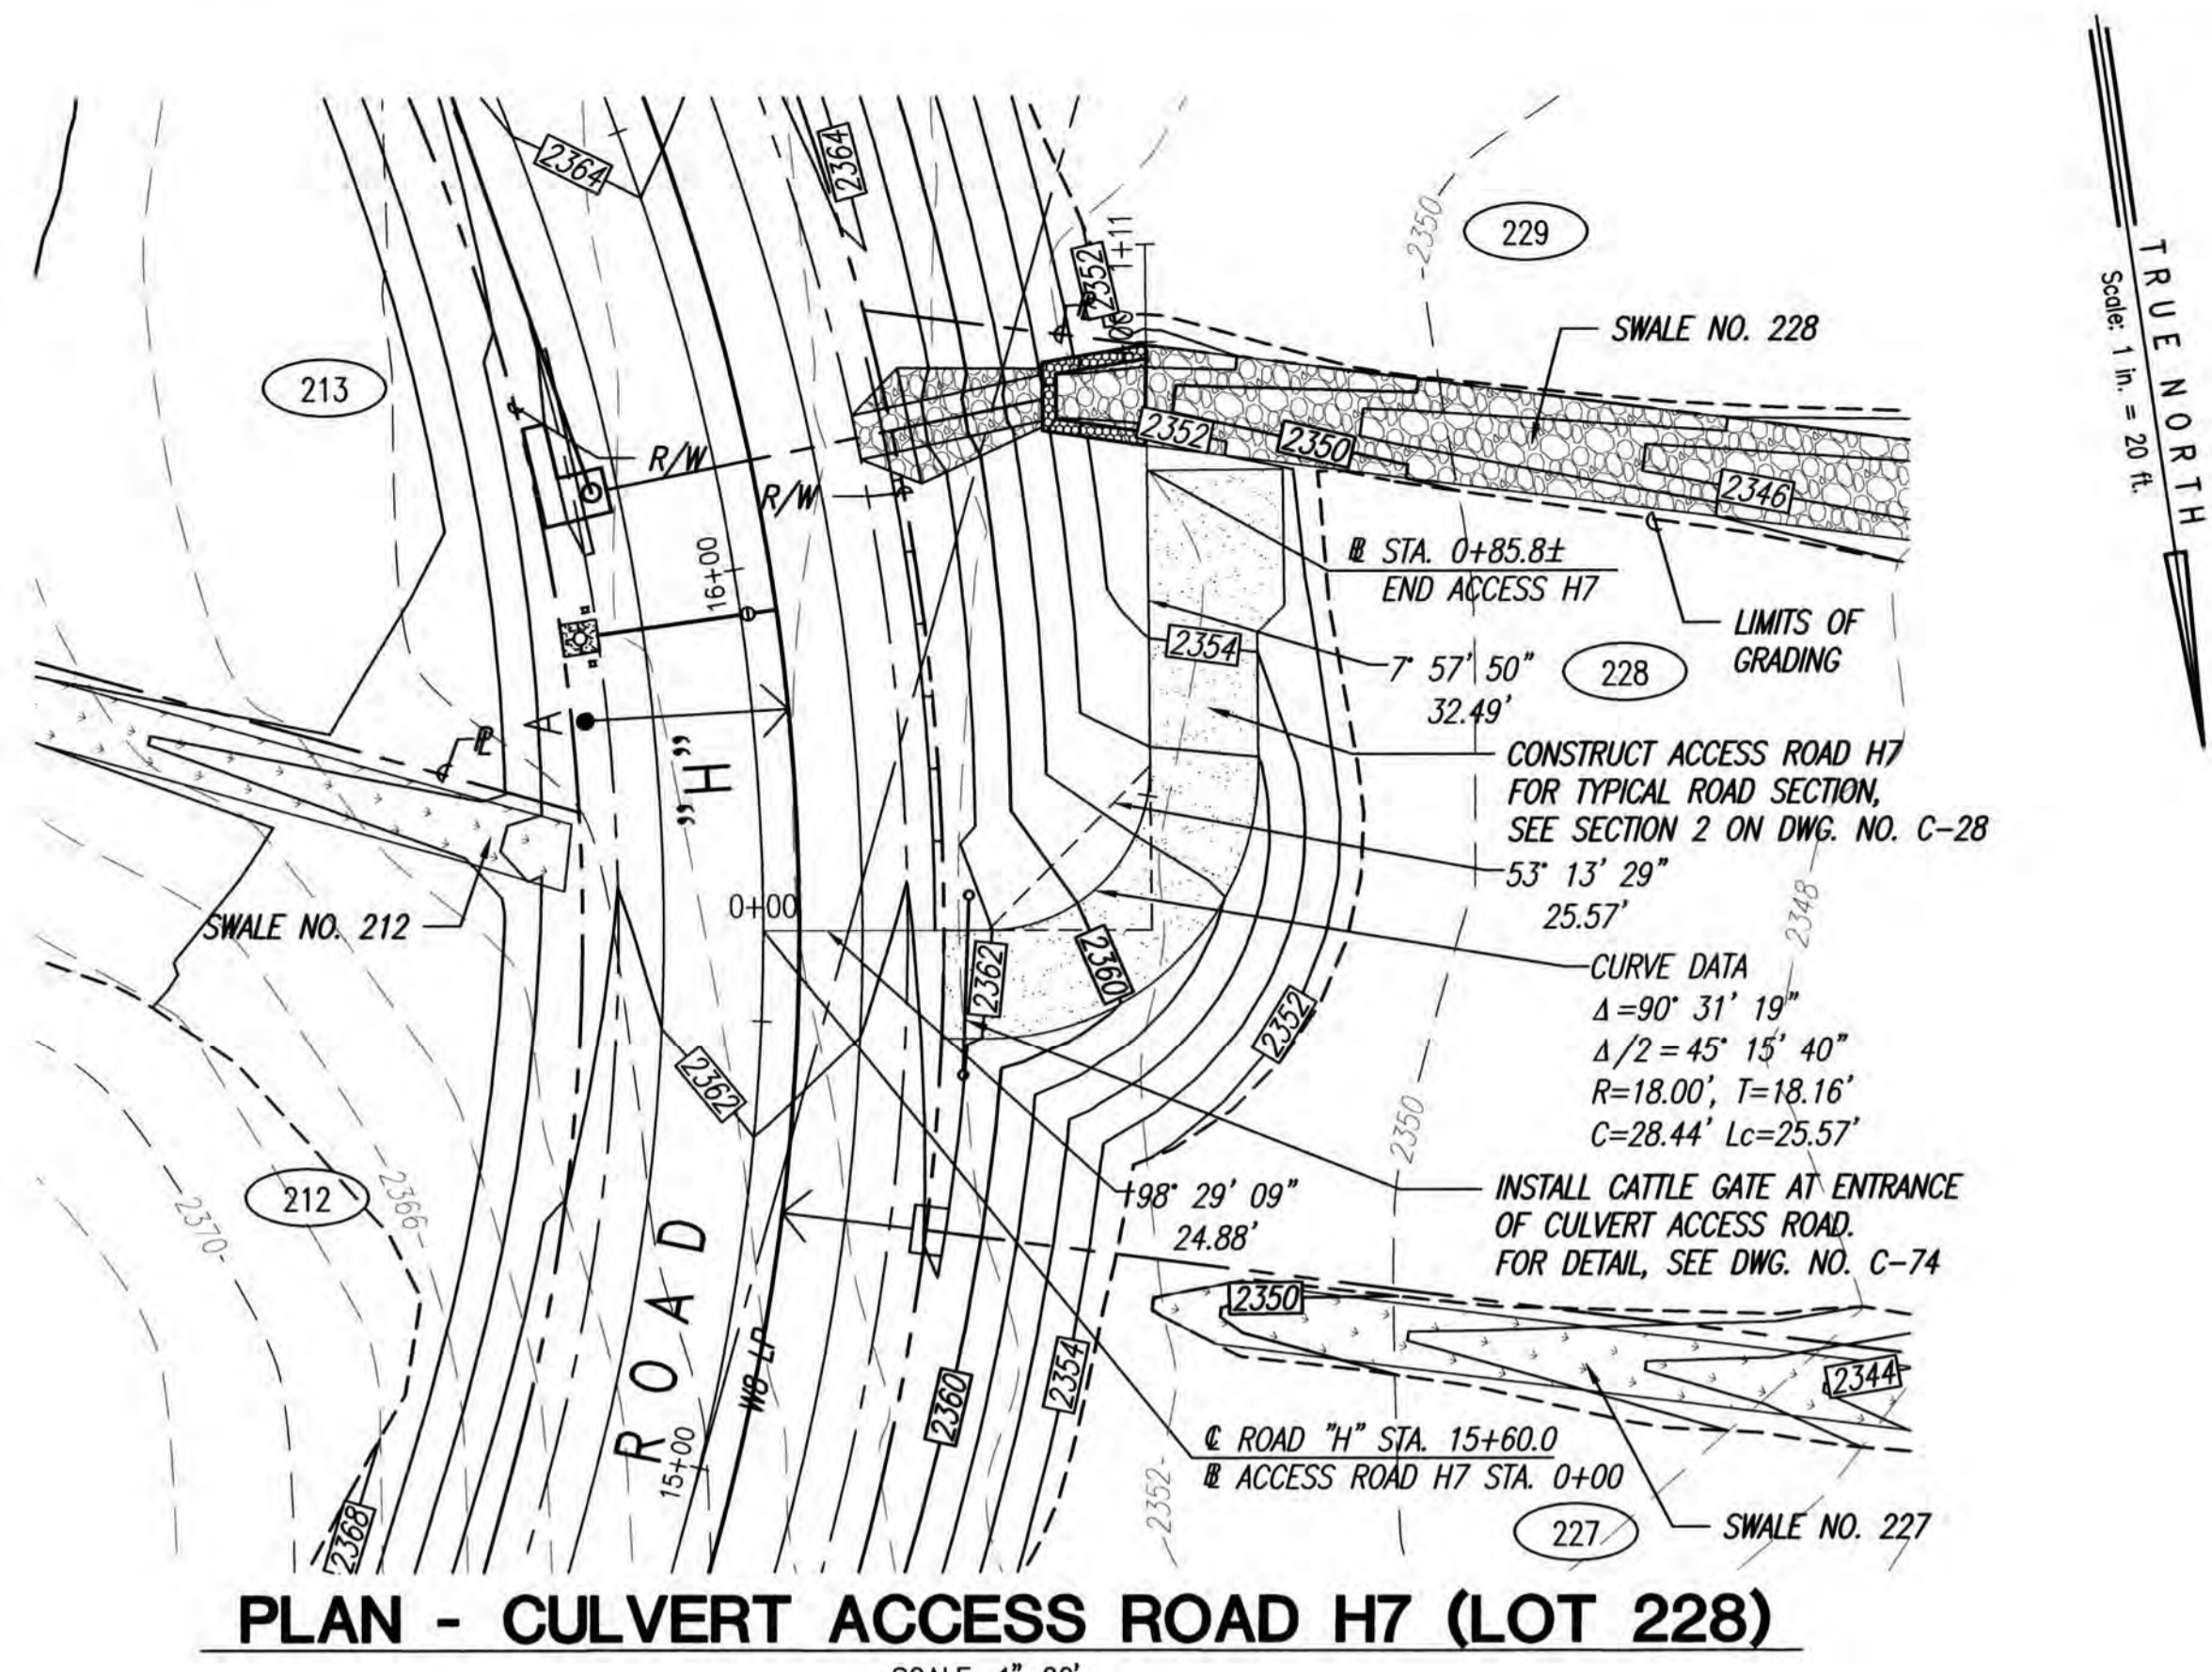 TRUE NORTH
Scale: 1 in. = 20 ft.
2364
2364
2352
1+11
-2350-
229
SWALE NO. 228
213
R/W
R/W
2352
2350
2346
16+00
℔ STA. 0+85.8±
END ACCESS H7
LIMITS OF
GRADING
2354
7° 57' 50"
32.49'
228
A
"H"
CONSTRUCT ACCESS ROAD H7
FOR TYPICAL ROAD SECTION,
SEE SECTION 2 ON DWG. NO. C-28
53° 13' 29"
25.57'
SWALE NO. 212
0+00
2362
2360
2348
CURVE DATA
Δ=90° 31' 19"
Δ/2=45° 15' 40"
R=18.00', T=18.16'
C=28.44' Lc=25.57'
2352
2362
-2350-
212
-2366-
-2370-
198° 29' 09"
24.88'
INSTALL CATTLE GATE AT ENTRANCE
OF CULVERT ACCESS ROAD.
FOR DETAIL, SEE DWG. NO. C-74
ROAD
2350
2344
2354
2360
15+00
℄ ROAD "H" STA. 15+60.0
℔ ACCESS ROAD H7 STA. 0+00
-2352-
2368
227
SWALE NO. 227
PLAN - CULVERT ACCESS ROAD H7 (LOT 228)